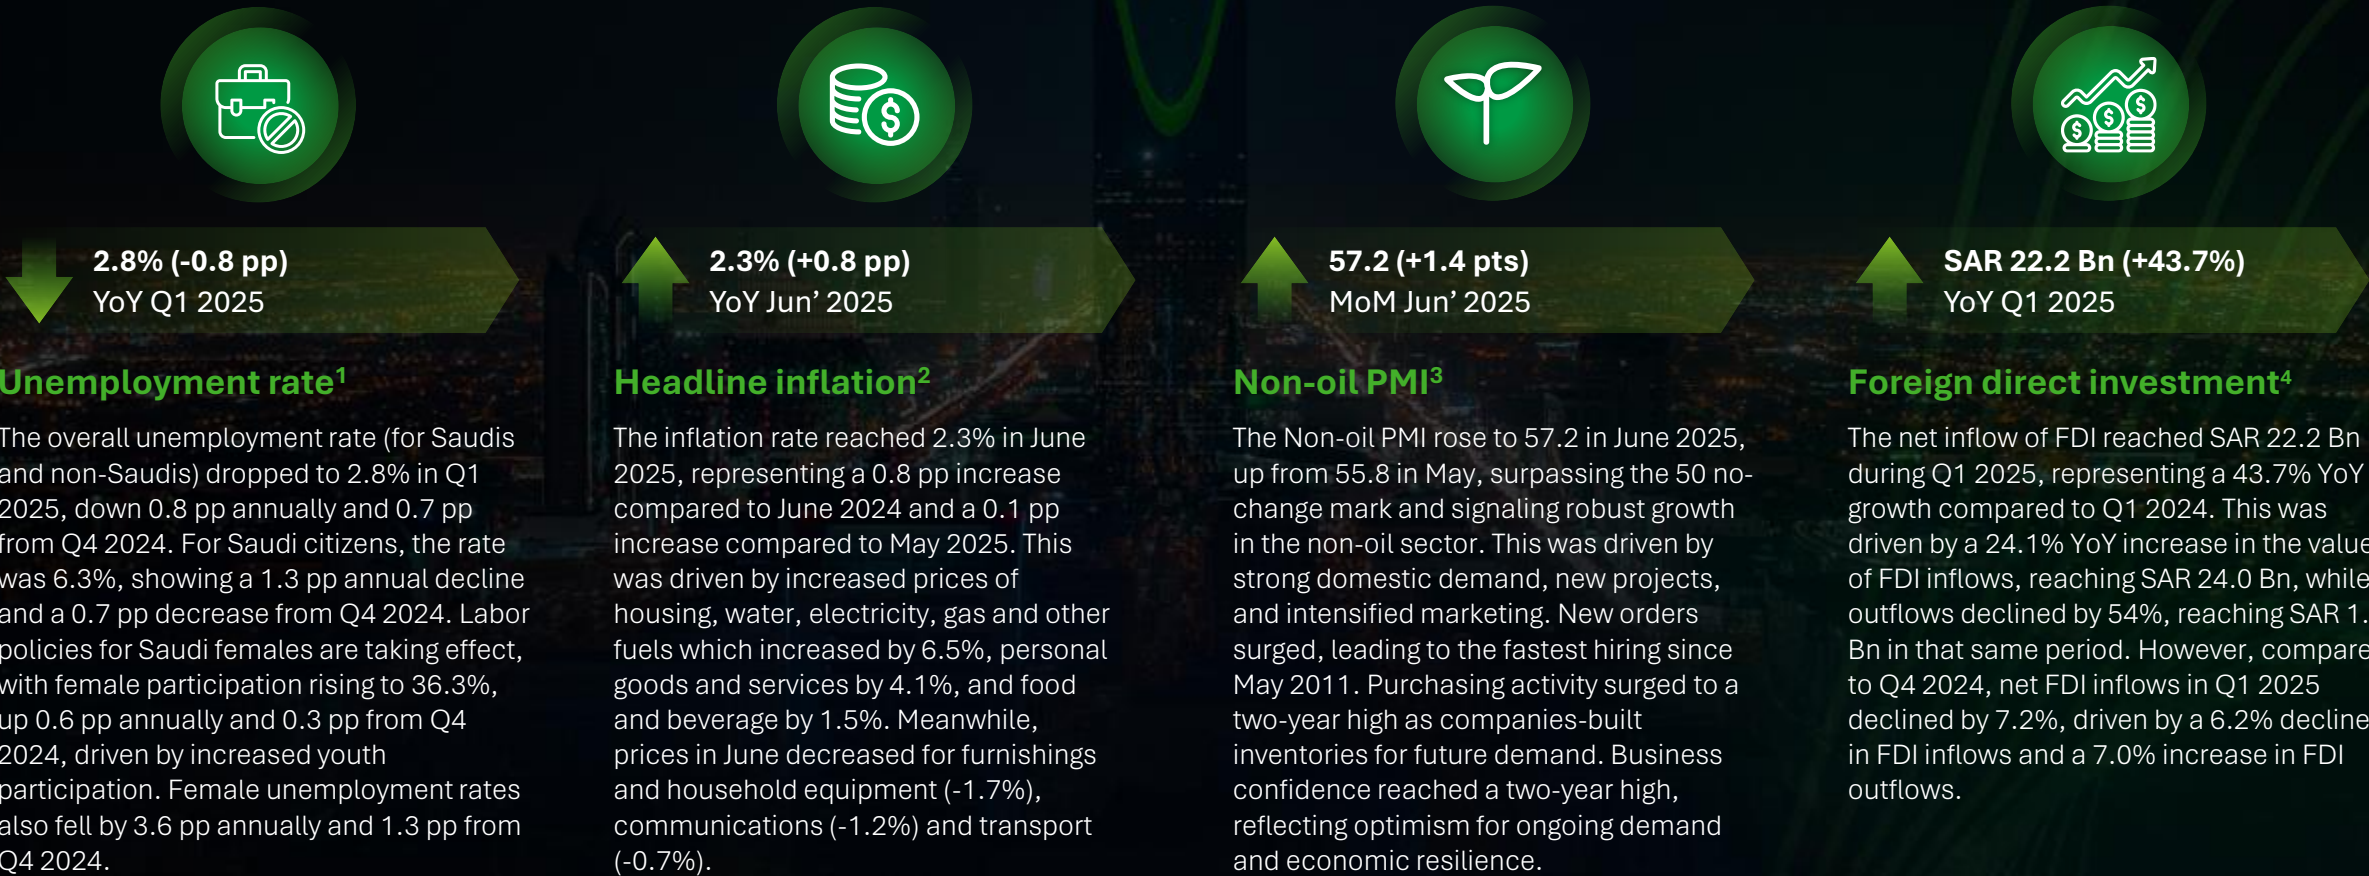 2.8% (-0.8 pp)
YoY Q1 2025
Unemployment rate¹
The overall unemployment rate (for Saudis
and non-Saudis) dropped to 2.8% in Q1
2025, down 0.8 pp annually and 0.7 pp
from Q4 2024. For Saudi citizens, the rate
was 6.3%, showing a 1.3 pp annual decline
and a 0.7 pp decrease from Q4 2024. Labor
policies for Saudi females are taking effect,
with female participation rising to 36.3%,
up 0.6 pp annually and 0.3 pp from Q4
2024, driven by increased youth
participation. Female unemployment rates
also fell by 3.6 pp annually and 1.3 pp from
Q4 2024.
2.3% (+0.8 pp)
YoY Jun’ 2025
Headline inflation²
The inflation rate reached 2.3% in June
2025, representing a 0.8 pp increase
compared to June 2024 and a 0.1 pp
increase compared to May 2025. This
was driven by increased prices of
housing, water, electricity, gas and other
fuels which increased by 6.5%, personal
goods and services by 4.1%, and food
and beverage by 1.5%. Meanwhile,
prices in June decreased for furnishings
and household equipment (-1.7%),
communications (-1.2%) and transport
(-0.7%).
57.2 (+1.4 pts)
MoM Jun’ 2025
Non-oil PMI³
The Non-oil PMI rose to 57.2 in June 2025,
up from 55.8 in May, surpassing the 50 no-
change mark and signaling robust growth
in the non-oil sector. This was driven by
strong domestic demand, new projects,
and intensified marketing. New orders
surged, leading to the fastest hiring since
May 2011. Purchasing activity surged to a
two-year high as companies-built
inventories for future demand. Business
confidence reached a two-year high,
reflecting optimism for ongoing demand
and economic resilience.
SAR 22.2 Bn (+43.7%)
YoY Q1 2025
Foreign direct investment⁴
The net inflow of FDI reached SAR 22.2 Bn
during Q1 2025, representing a 43.7% YoY
growth compared to Q1 2024. This was
driven by a 24.1% YoY increase in the value
of FDI inflows, reaching SAR 24.0 Bn, while
outflows declined by 54%, reaching SAR 1.
Bn in that same period. However, compare
to Q4 2024, net FDI inflows in Q1 2025
declined by 7.2%, driven by a 6.2% decline
in FDI inflows and a 7.0% increase in FDI
outflows.